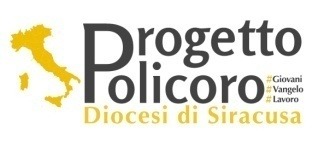 Progetto
Policoro
#Giovani
#Vangelo
#Lavoro
Diocesi di Siracusa